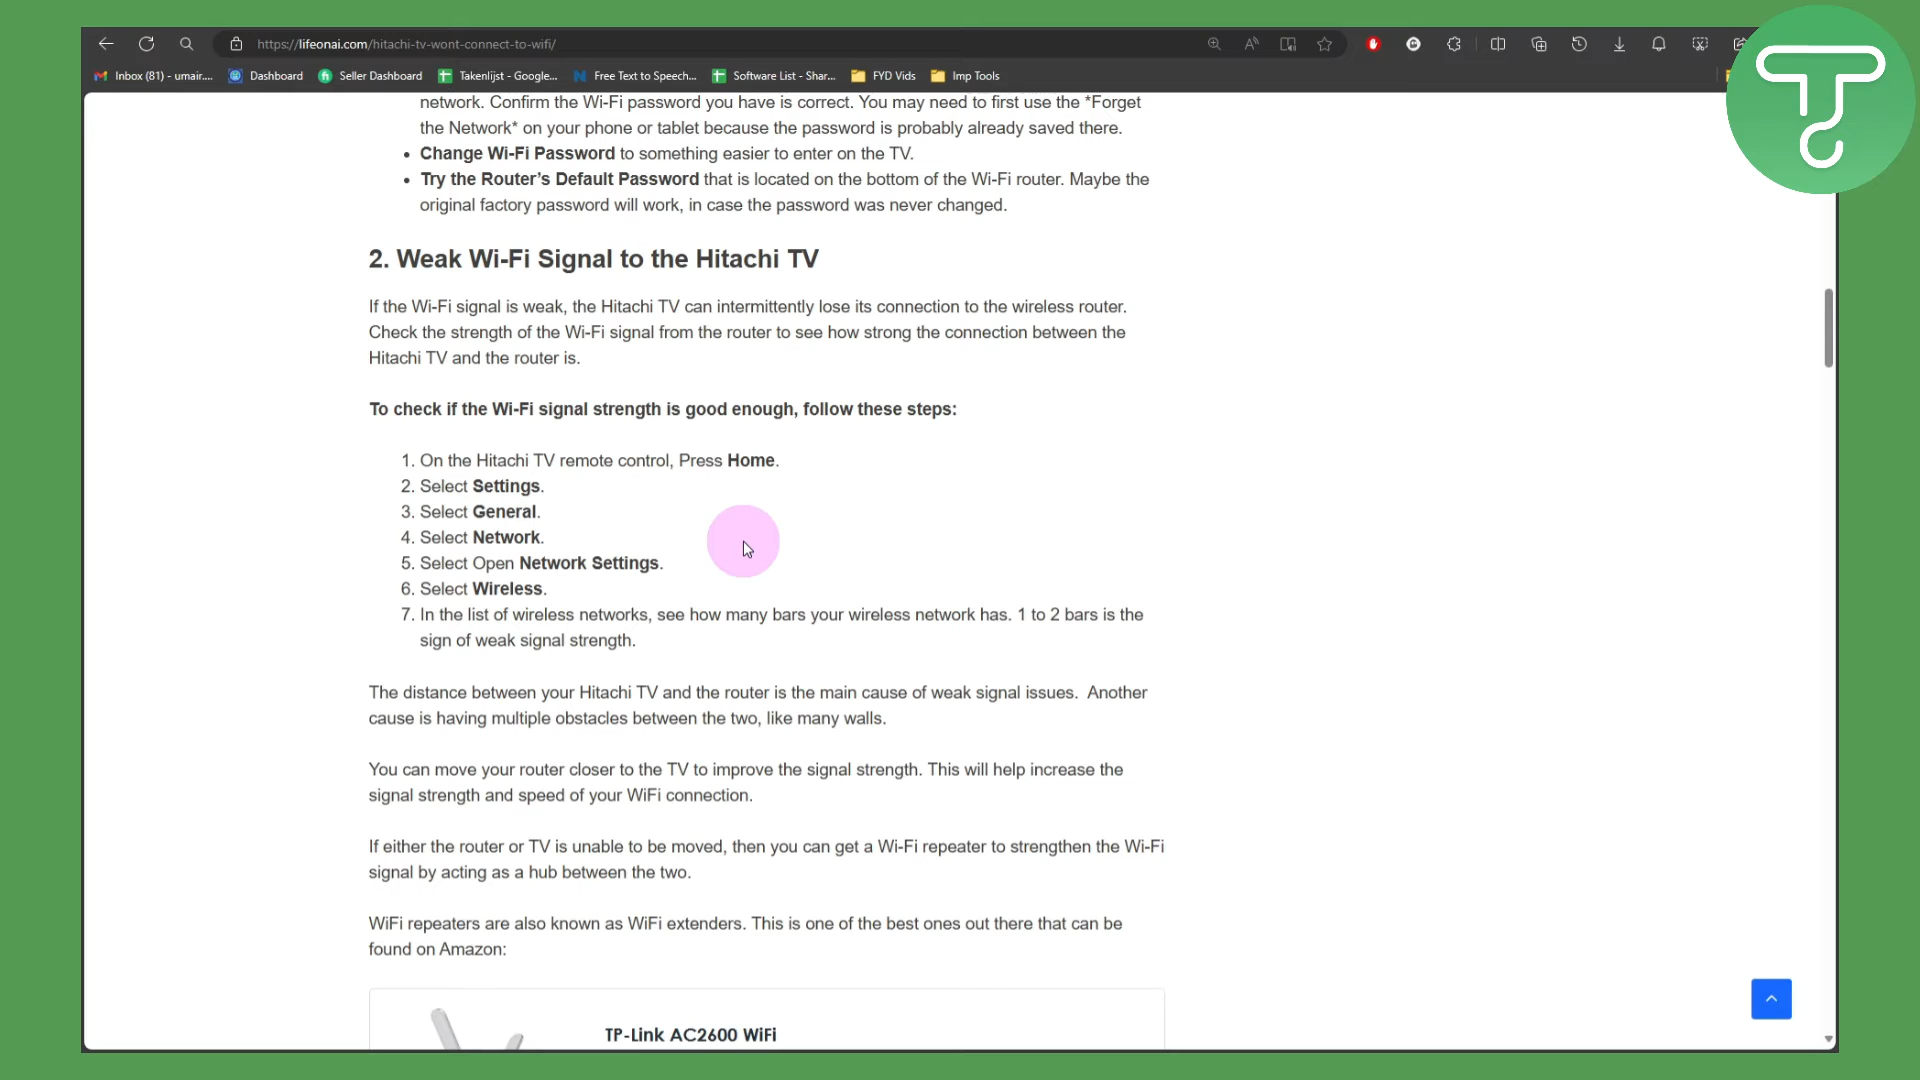 https://lifeonai.com/hitachi-tv-wont-connect-to-wifi/
Inbox (81) - umair.... Dashboard Seller Dashboard Takenlijst - Google... Free Text to Speech... Software List - Shar... FYD Vids Imp Tools
network. Confirm the Wi-Fi password you have is correct. You may need to first use the *Forget
the Network* on your phone or tablet because the password is probably already saved there.
• Change Wi-Fi Password to something easier to enter on the TV.
• Try the Router’s Default Password that is located on the bottom of the Wi-Fi router. Maybe the
original factory password will work, in case the password was never changed.
2. Weak Wi-Fi Signal to the Hitachi TV
If the Wi-Fi signal is weak, the Hitachi TV can intermittently lose its connection to the wireless router.
Check the strength of the Wi-Fi signal from the router to see how strong the connection between the
Hitachi TV and the router is.
To check if the Wi-Fi signal strength is good enough, follow these steps:
1. On the Hitachi TV remote control, Press Home.
2. Select Settings.
3. Select General.
4. Select Network.
5. Select Open Network Settings.
6. Select Wireless.
7. In the list of wireless networks, see how many bars your wireless network has. 1 to 2 bars is the
sign of weak signal strength.
The distance between your Hitachi TV and the router is the main cause of weak signal issues.  Another
cause is having multiple obstacles between the two, like many walls.
You can move your router closer to the TV to improve the signal strength. This will help increase the
signal strength and speed of your WiFi connection.
If either the router or TV is unable to be moved, then you can get a Wi-Fi repeater to strengthen the Wi-Fi
signal by acting as a hub between the two.
WiFi repeaters are also known as WiFi extenders. This is one of the best ones out there that can be
found on Amazon:
TP-Link AC2600 WiFi